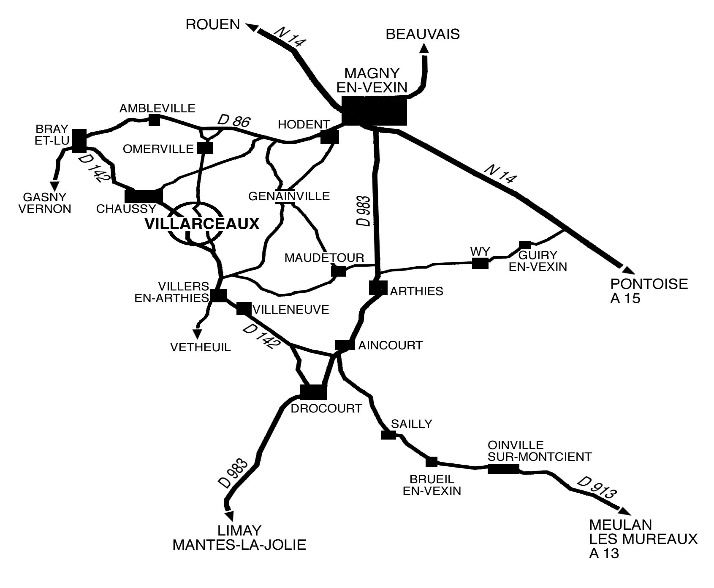 ROUEN
N 14
BEAUVAIS
MAGNY
EN-VEXIN
AMBLEVILLE
D 86
HODENT
BRAY
ET-LU
OMERVILLE
D 142
GASNY
VERNON
CHAUSSY
GENAINVILLE
N 14
D 983
VILLARCEAUX
MAUDETOUR
WY
GUIRY
EN-VEXIN
PONTOISE
A 15
VILLERS
EN-ARTHIES
ARTHIES
VILLENEUVE
VETHEUIL
D 142
AINCOURT
DROCOURT
SAILLY
OINVILLE
SUR-MONTCIENT
D 983
BRUEIL
EN-VEXIN
D 913
LIMAY
MANTES-LA-JOLIE
MEULAN
LES MUREAUX
A 13